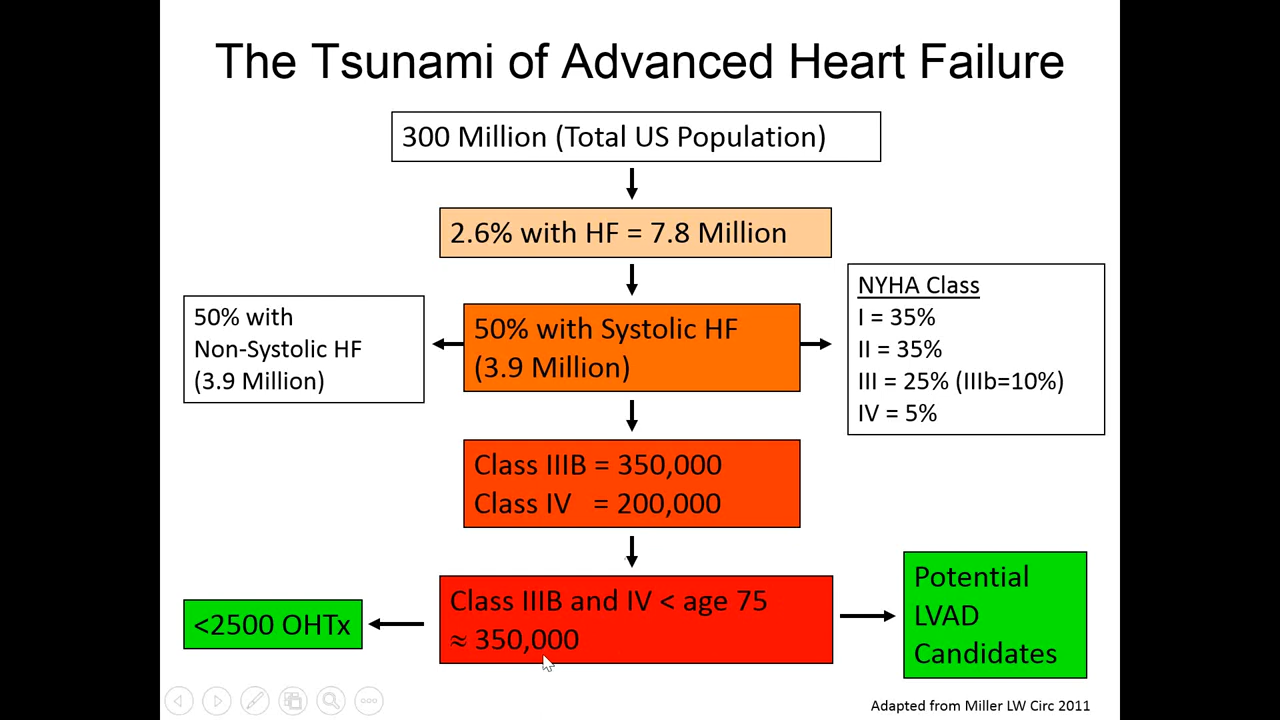 The Tsunami of Advanced Heart Failure
300 Million (Total US Population)
2.6% with HF = 7.8 Million
50% with
Non-Systolic HF
(3.9 Million)
50% with Systolic HF
(3.9 Million)
NYHA Class
I = 35%
II = 35%
III = 25% (IIIb=10%)
IV = 5%
Class IIIB = 350,000
Class IV = 200,000
<2500 OHTx
Class IIIB and IV < age 75
≈ 350,000
Potential
LVAD
Candidates
Adapted from Miller LW Circ 2011